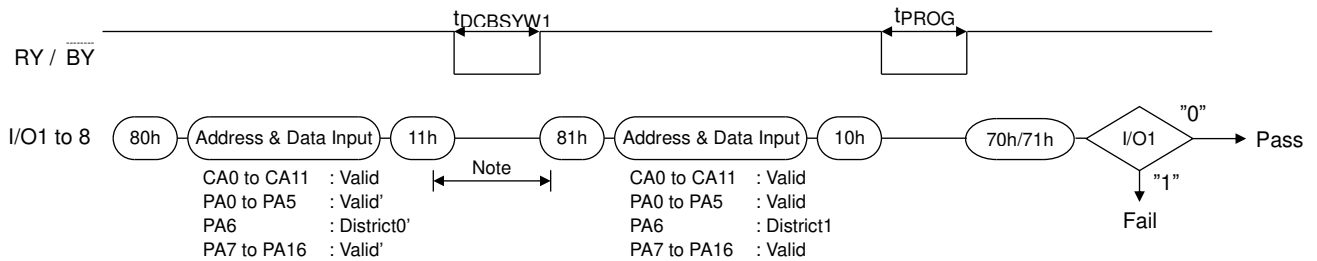 tDCBSYW1
tPROG
RY / BY
I/O1 to 8
80h
Address & Data Input
11h
81h
Address & Data Input
10h
70h/71h
I/O1
"0"
Pass
"1"
Fail
Note
CA0 to CA11 : Valid
PA0 to PA5 : Valid'
PA6 : District0'
PA7 to PA16 : Valid'
CA0 to CA11 : Valid
PA0 to PA5 : Valid
PA6 : District1
PA7 to PA16 : Valid